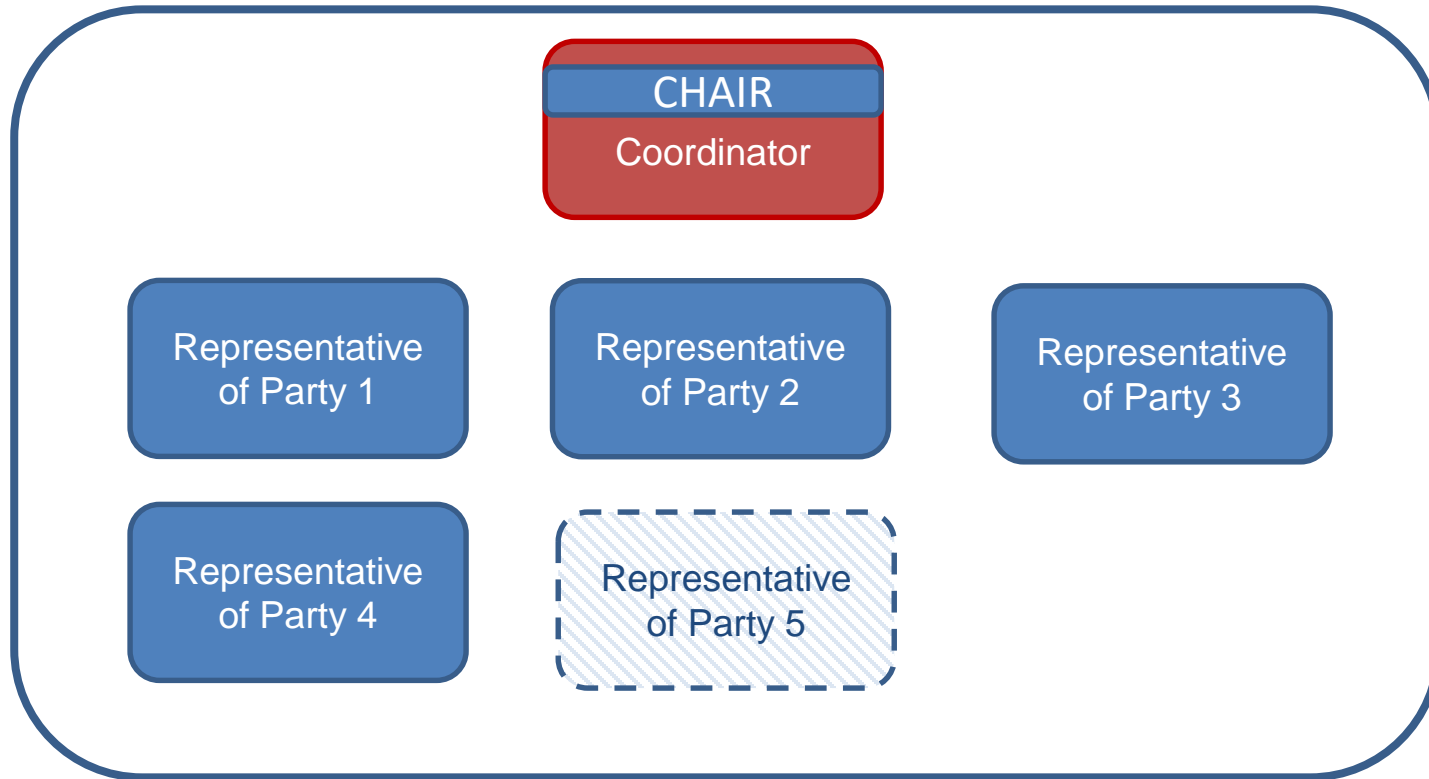 CHAIR
Coordinator
Representative
of Party 1
Representative
of Party 2
Representative
of Party 3
Representative
of Party 4
Representative
of Party 5